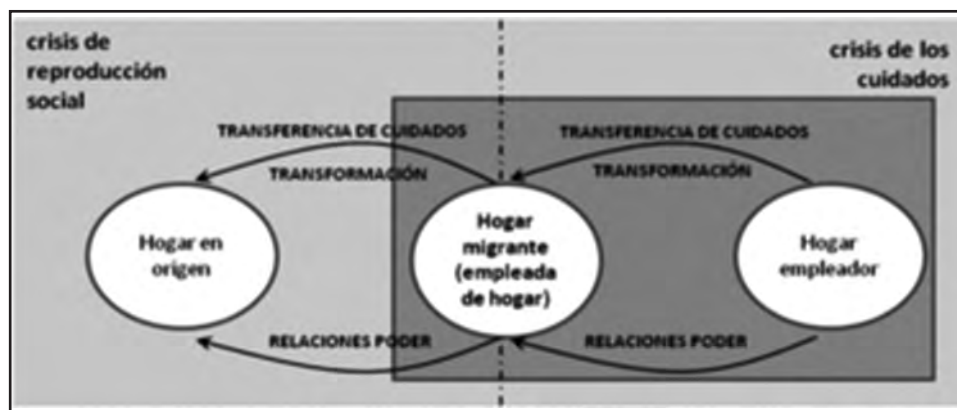 crisis de
reproducción
social
crisis de los
cuidados
TRANSFERENCIA DE CUIDADOS
TRANSFORMACIÓN
TRANSFERENCIA DE CUIDADOS
TRANSFORMACIÓN
Hogar en
origen
Hogar
migrante
(empleada
de hogar)
Hogar
empleador
RELACIONES PODER
RELACIONES PODER